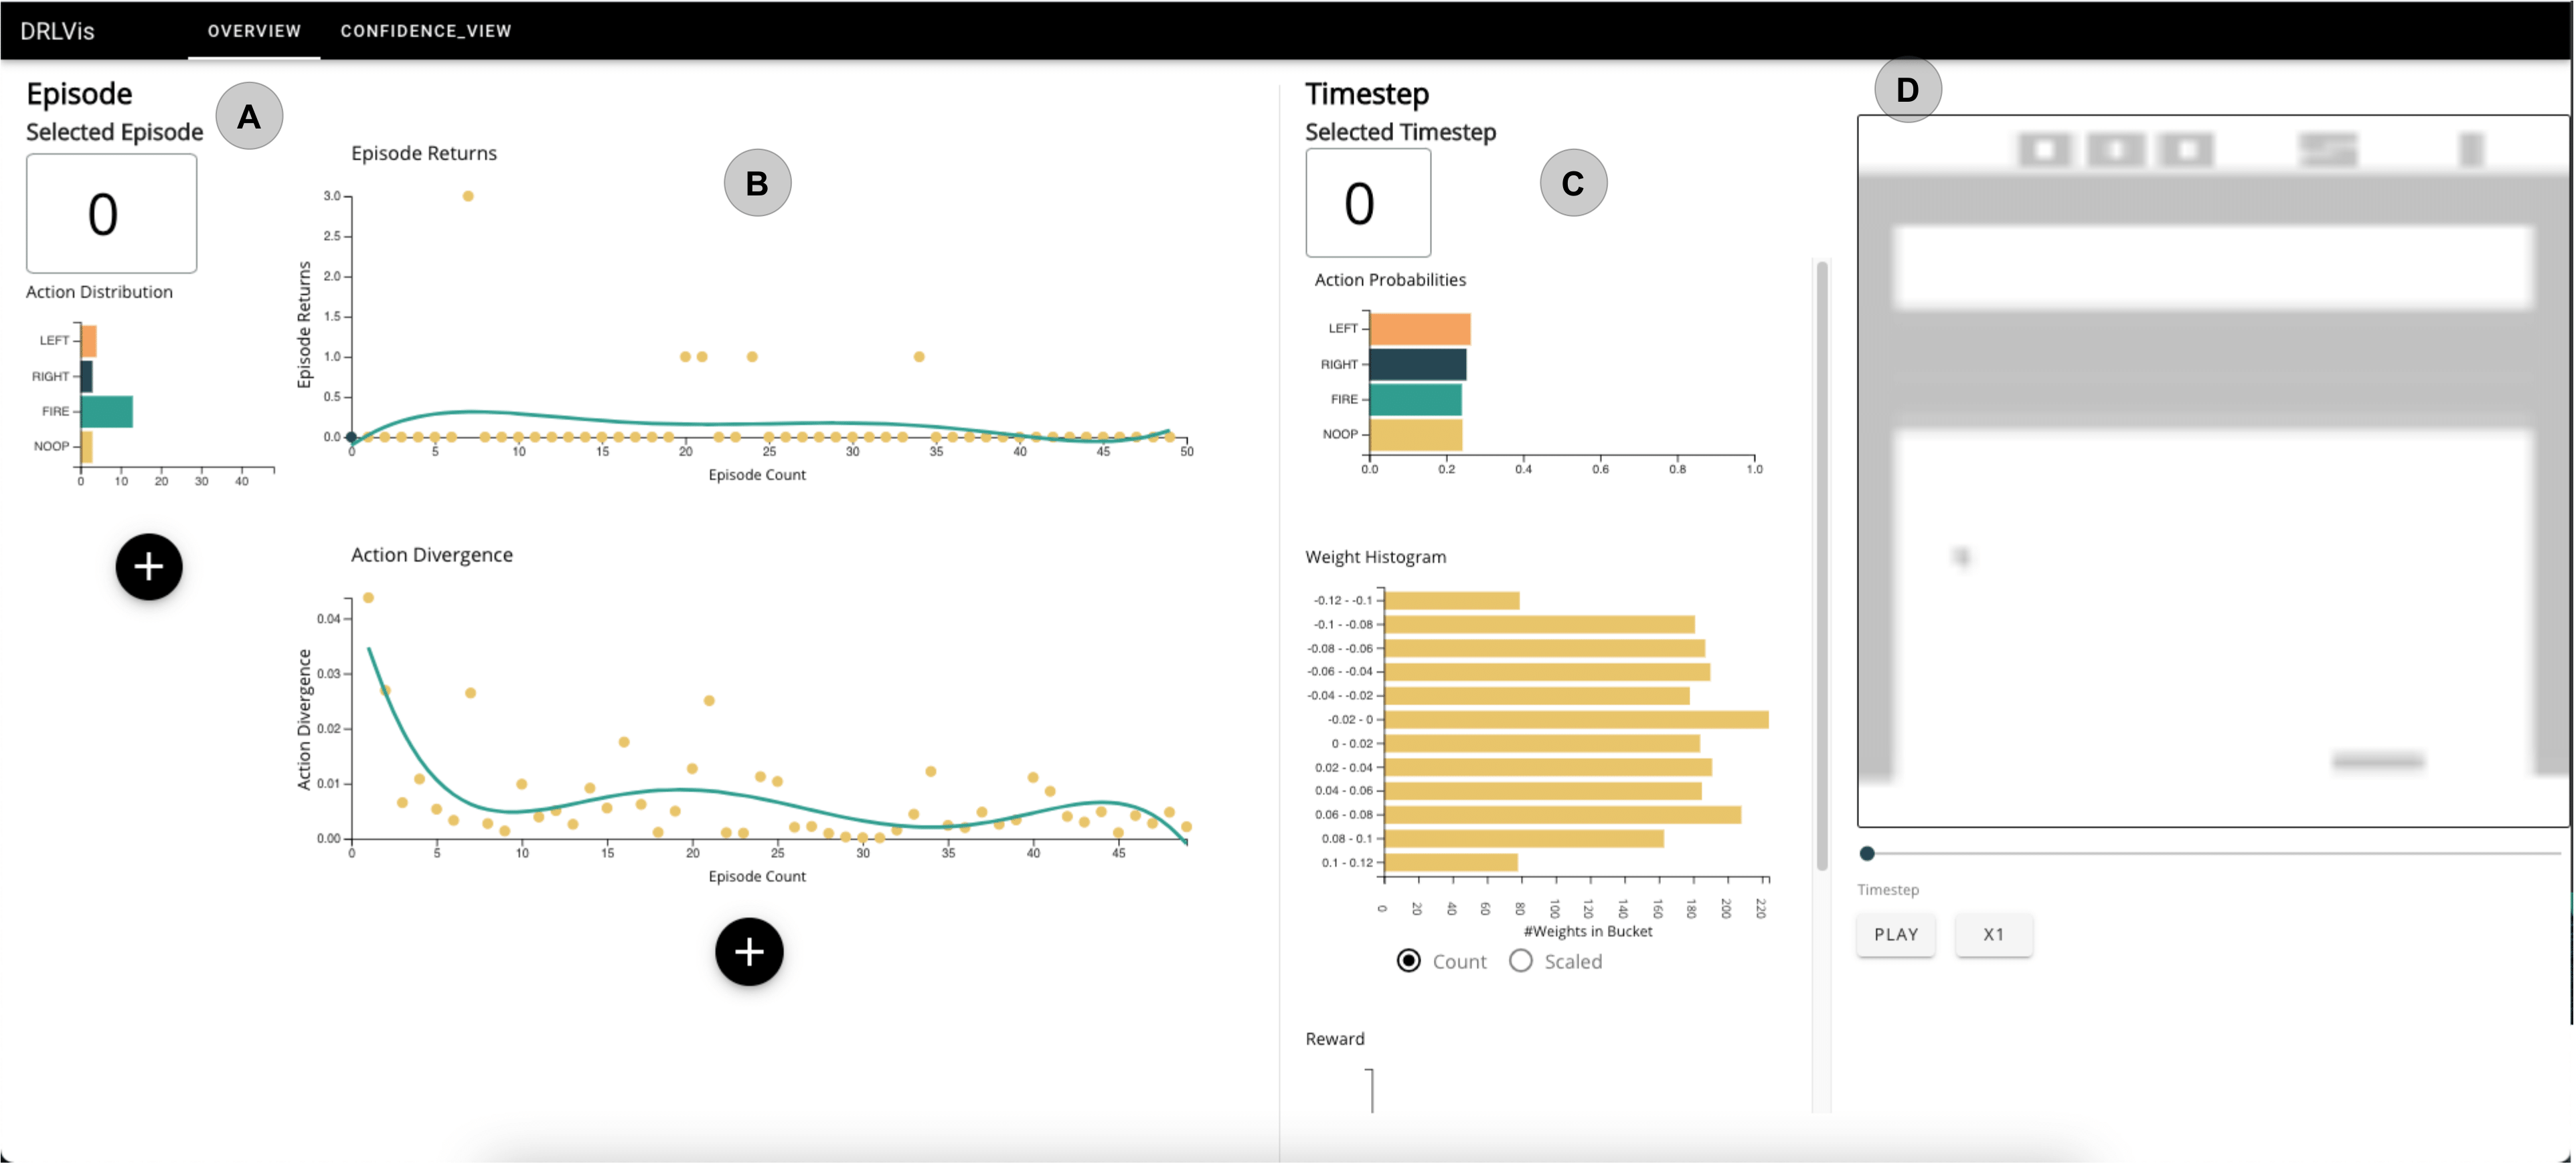 DRLVis OVERVIEW CONFIDENCE_VIEW
Episode
Selected Episode
A
0
Action Distribution
LEFT
RIGHT
FIRE
NOOP
0 10 20 30 40
+
B
Episode Returns
Episode Returns
3.0
2.5
2.0
1.5
1.0
0.5
0.0
0 5 10 15 20 25 30 35 40 45 50
Episode Count
Action Divergence
Action Divergence
0.04
0.03
0.02
0.01
0.00
0 5 10 15 20 25 30 35 40 45
Episode Count
+
Timestep
Selected Timestep
0
C
Action Probabilities
LEFT
RIGHT
FIRE
NOOP
0.0 0.2 0.4 0.6 0.8 1.0
Weight Histogram
-0.12 - -0.1
-0.1 - -0.08
-0.08 - -0.06
-0.06 - -0.04
-0.04 - -0.02
-0.02 - 0
0 - 0.02
0.02 - 0.04
0.04 - 0.06
0.06 - 0.08
0.08 - 0.1
0.1 - 0.12
0 20 40 60 80 100 120 140 160 180 200 220
#Weights in Bucket
Count Scaled
Reward
D
000 5 1
Timestep
PLAY X1